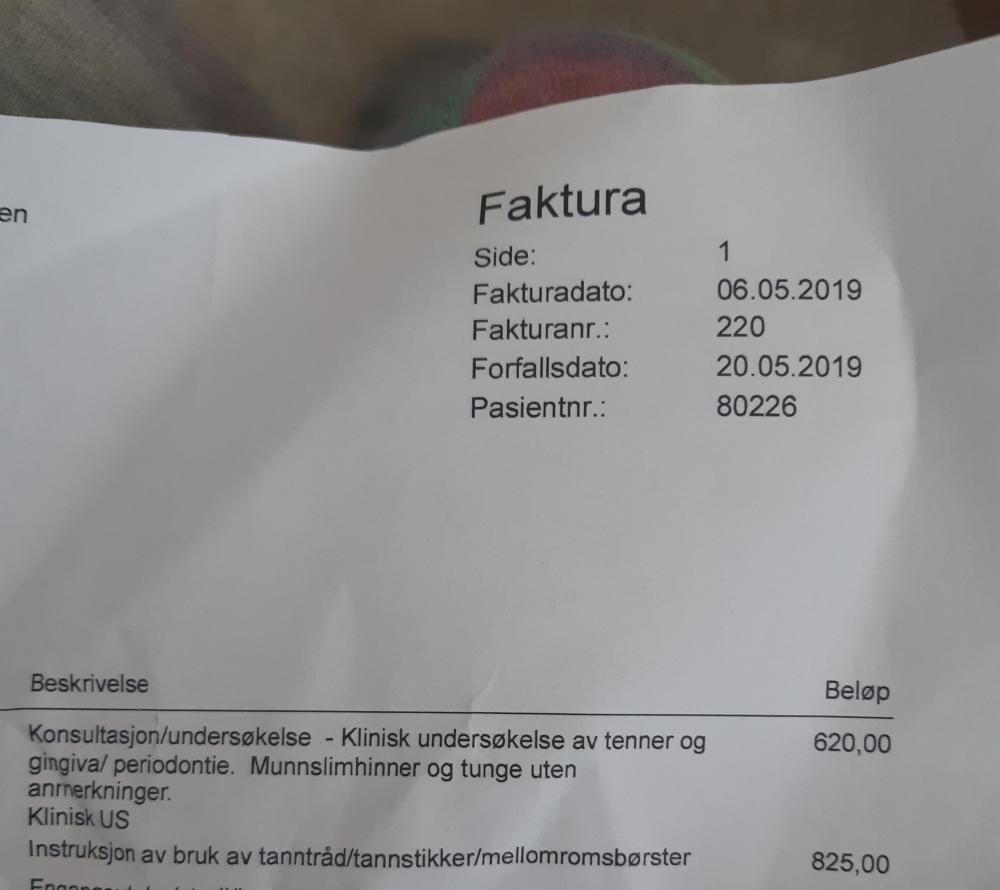 en
Faktura
Side: 1
Fakturadato: 06.05.2019
Fakturanr.: 220
Forfallsdato: 20.05.2019
Pasientnr.: 80226
Beskrivelse Beløp
Konsultasjon/undersøkelse - Klinisk undersøkelse av tenner og 620,00
gingiva/ periodontie. Munnslimhinner og tunge uten
anmerkninger.
Klinisk US
Instruksjon av bruk av tanntråd/tannstikker/mellomromsbørster 825,00